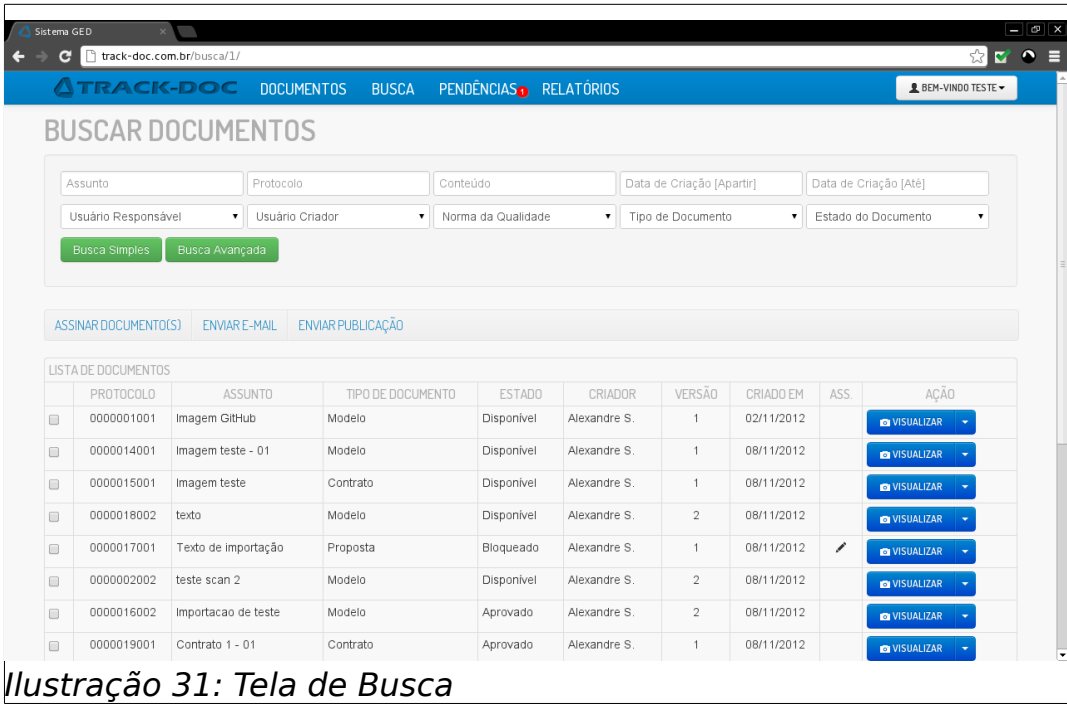 Sistema GED
track-doc.com.br/busca/1/
TRACK-DOC DOCUMENTOS BUSCA PENDÊNCIAS 1 RELATÓRIOS BEM-VINDO TESTE
BUSCAR DOCUMENTOS
Assunto Protocolo Conteúdo Data de Criação [Apartir] Data de Criação [Até]
Usuário Responsável Usuário Criador Norma da Qualidade Tipo de Documento Estado do Documento
Busca Simples Busca Avançada
ASSINAR DOCUMENTO(S) ENVIAR E-MAIL ENVIAR PUBLICAÇÃO
LISTA DE DOCUMENTOS
PROTOCOLO ASSUNTO TIPO DE DOCUMENTO ESTADO CRIADOR VERSÃO CRIADO EM ASS. AÇÃO
0000001001 Imagem GitHub Modelo Disponível Alexandre S. 1 02/11/2012 VISUALIZAR
0000014001 Imagem teste - 01 Modelo Disponível Alexandre S. 1 08/11/2012 VISUALIZAR
0000015001 Imagem teste Contrato Disponível Alexandre S. 1 08/11/2012 VISUALIZAR
0000018002 texto Modelo Disponível Alexandre S. 2 08/11/2012 VISUALIZAR
0000017001 Texto de importação Proposta Bloqueado Alexandre S. 1 08/11/2012 VISUALIZAR
0000002002 teste scan 2 Modelo Disponível Alexandre S. 2 08/11/2012 VISUALIZAR
0000016002 Importacao de teste Modelo Aprovado Alexandre S. 2 08/11/2012 VISUALIZAR
0000019001 Contrato 1 - 01 Contrato Aprovado Alexandre S. 1 08/11/2012 VISUALIZAR
Ilustração 31: Tela de Busca